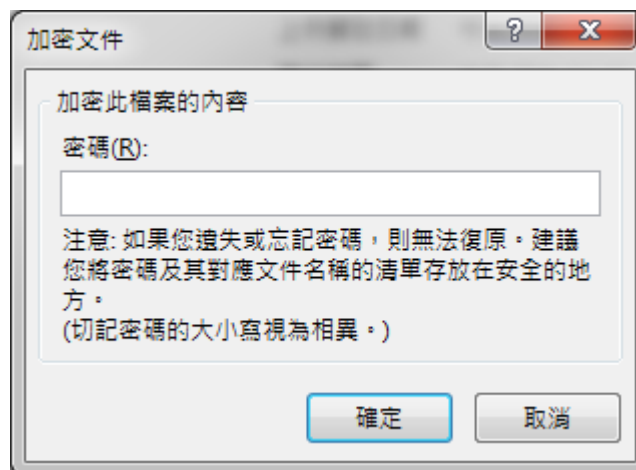 加密文件
加密此檔案的內容
密碼(R):
注意: 如果您遺失或忘記密碼，則無法復原。建議
您將密碼及其對應文件名稱的清單存放在安全的地
方。
(切記密碼的大小寫視為相異。)
確定
取消